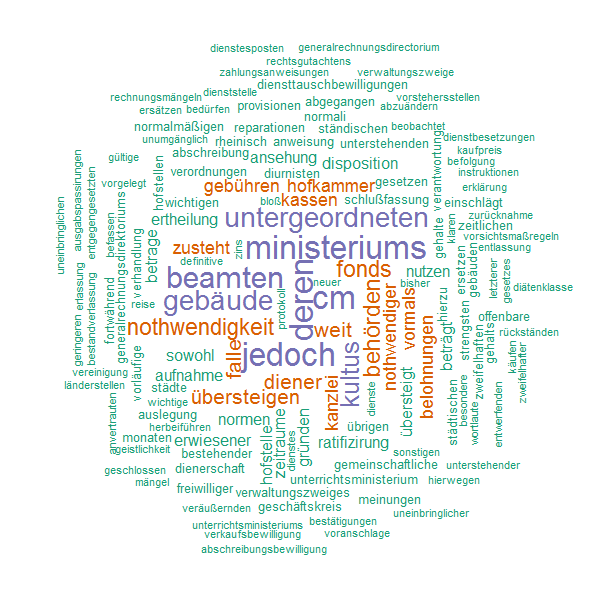 dienstesposten generalrechnungsdirectorium
rechtsgutachtens
zahlungsanweisungen verwaltungszweige
dienststelle diensttauschbewilligungen vorstehersstellen
rechnungsmängeln provisionen abgegangen abzuändern
ersätzen bedürfen normali
normalmäßigen reparationen ständischen beobachtet
unumgänglich rheinisch anweisung unterstehenden dienstbesetzungen
abschreibung ansehung disposition kaufpreis
gültige verordnungen diurnisten gesetzen befolgung
vorgelegt hofstellen gebühren hofkammer instruktionen
wichtigen kassen bloß schlußfassung gehalte verantwortung erklärung
ertheilung untergeordneten einschlägt
zurücknahme
klaren zeitlichen
vorsichtsmaßregeln
uneinbringlichen ausgabspassirungen entgegengesetzten befassen generalrechnungsdirektoriums verhandlung betrage
zusteht zins ministeriums entlassung
definitive gebäuden
beamten deren fonds nutzen ersetzen letzterer gesetzes
neuer bisher
gebäude cm behörden diätenklasse
geringeren erlassung bestandverlassung fortwährend reise protokoll hierzu
nothwendigkeit weit nothwendiger vormals offenbare
rückständen
falle jedoch kultus belohnungen beträgt strengsten zweifelhaften gehalts
sowohl
vereinigung vorläufige aufnahme diener käufen zweifelhafter
länderstellen städte übersteigen kanzlei dienste übersteigt städtischen besondere wortlaute entwerfenden
wichtige
anvertrauten auslegung normen zeitraume gründen
herbeiführen übrigen
monaten erwiesener hofstelle dienstes ratifizirung
geistlichkeit bestehender sonstigen
geschlossen dienerschaft gemeinschaftliche unterstehender
mängel unterrichtsministerium hierwegen
freiwilliger verwaltungszweiges meinungen
veräußernden geschäftskreis uneinbringlicher
unterrichtsministeriums bestätigungen
verkaufsbewilligung voranschlage
abschreibungsbewilligung